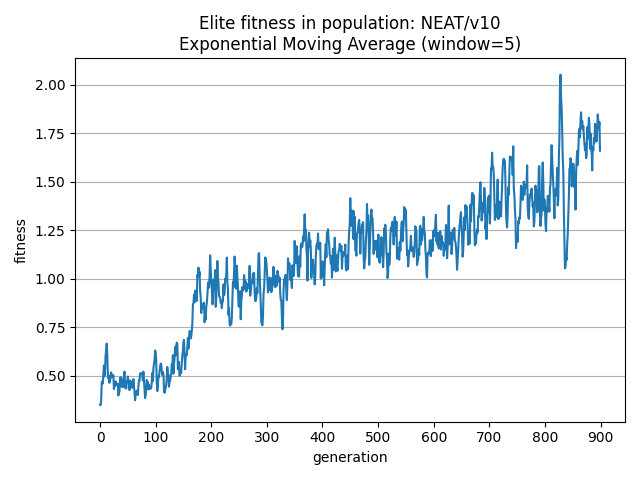 Elite fitness in population: NEAT/v10
Exponential Moving Average (window=5)
2.00
1.75
1.50
1.25
1.00
0.75
0.50
fitness
0 100 200 300 400 500 600 700 800 900
generation